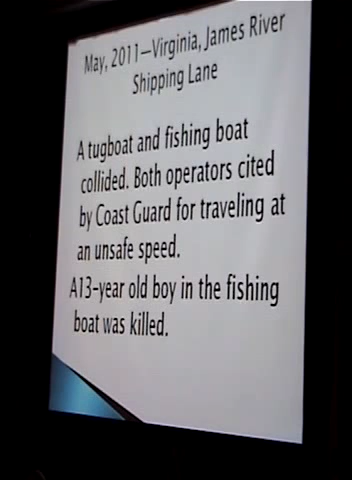 May, 2011—Virginia, James River
Shipping Lane
A tugboat and fishing boat
collided. Both operators cited
by Coast Guard for traveling at
an unsafe speed.
A13-year old boy in the fishing
boat was killed.